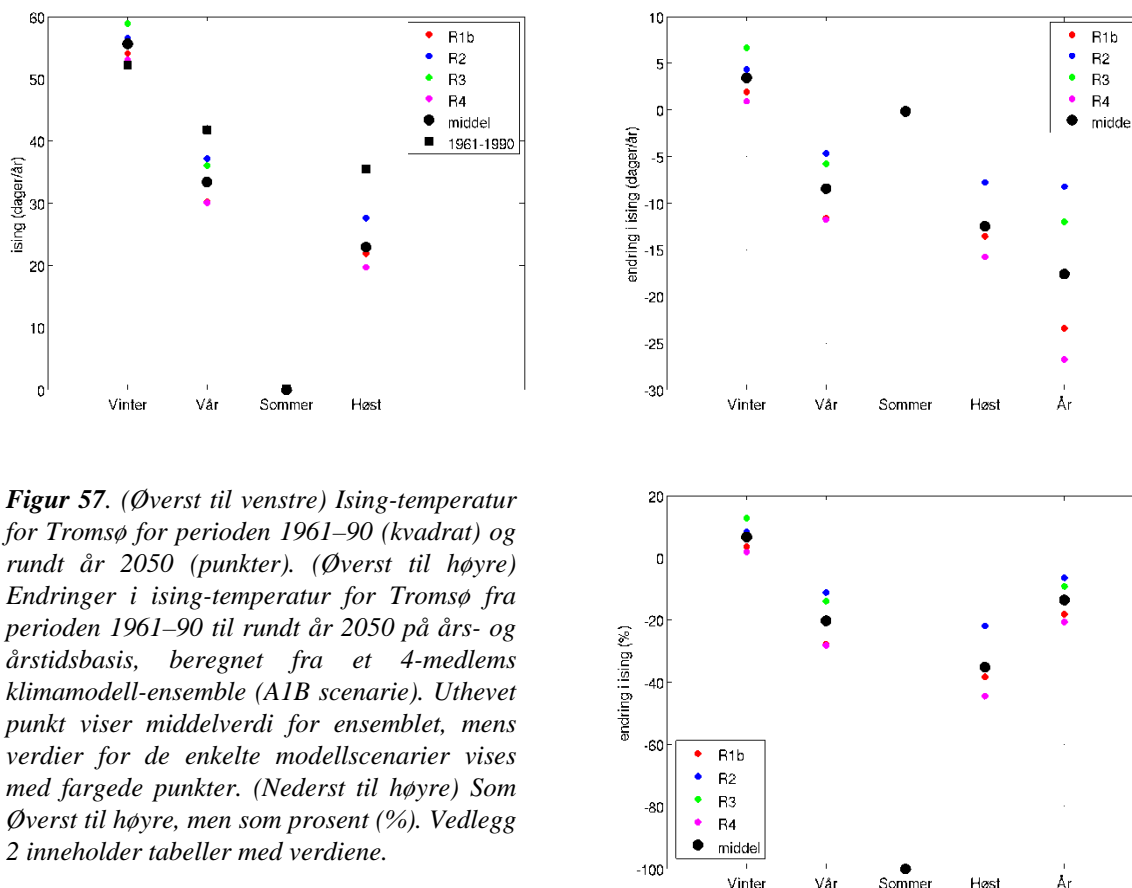 60
50
40
30
20
10
0
ising (dager/år)
Vinter Vår Sommer Høst
R1b
R2
R3
R4
middel
1961-1990
10
5
0
-5
-10
-15
-20
-25
-30
endring i ising (dager/år)
Vinter Vår Sommer Høst År
R1b
R2
R3
R4
middel
Figur 57. (Øverst til venstre) Ising-temperatur
for Tromsø for perioden 1961–90 (kvadrat) og
rundt år 2050 (punkter). (Øverst til høyre)
Endringer i ising-temperatur for Tromsø fra
perioden 1961–90 til rundt år 2050 på års- og
årstidsbasis, beregnet fra et 4-medlems
klimamodell-ensemble (A1B scenarie). Uthevet
punkt viser middelverdi for ensemblet, mens
verdier for de enkelte modellscenarier vises
med fargede punkter. (Nederst til høyre) Som
Øverst til høyre, men som prosent (%). Vedlegg
2 inneholder tabeller med verdiene.
20
0
-20
-40
-60
-80
-100
endring i ising (%)
R1b
R2
R3
R4
middel
Vinter Vår Sommer Høst År